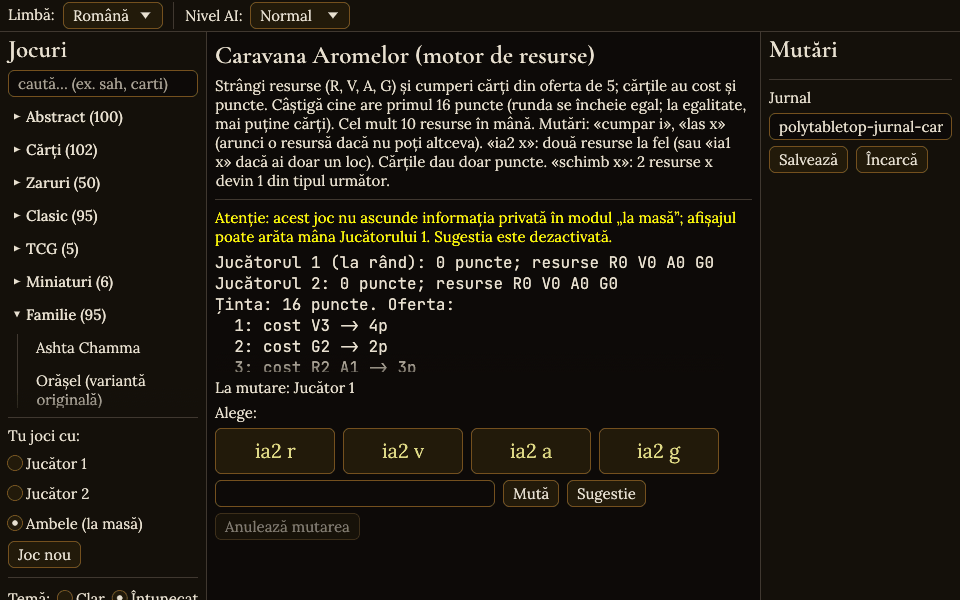 Limbă: Română Nivel AI: Normal
Jocuri
caută... (ex. sah, carti)
Abstract (100)
Cărți (102)
Zaruri (50)
Clasic (95)
TCG (5)
Miniaturi (6)
Familie (95)
Ashta Chamma
Orășel (variantă
originală)
Tu joci cu:
Jucător 1
Jucător 2
Ambele (la masă)
Joc nou
Temă: Clar Întunecat
Caravana Aromelor (motor de resurse)
Strângi resurse (R, V, A, G) și cumperi cărți din oferta de 5; cărțile au cost și
puncte. Câștigă cine are primul 16 puncte (runda se încheie egal; la egalitate,
mai puține cărți). Cel mult 10 resurse în mână. Mutări: «cumpar i», «las x»
(arunci o resursă dacă nu poți altceva). «ia2 x»: două resurse la fel (sau «ia1
x» dacă ai doar un loc). Cărțile dau doar puncte. «schimb x»: 2 resurse x
devin 1 din tipul următor.
Atenție: acest joc nu ascunde informația privată în modul „la masă”; afișajul
poate arăta mâna Jucătorului 1. Sugestia este dezactivată.
Jucătorul 1 (la rând): 0 puncte; resurse R0 V0 A0 G0
Jucătorul 2: 0 puncte; resurse R0 V0 A0 G0
Ținta: 16 puncte. Oferta:
1: cost V3 → 4p
2: cost G2 → 2p
3: cost R2 A1 → 3p
La mutare: Jucător 1
Alege:
ia2 r ia2 v ia2 a ia2 g
Mută Sugestie
Anulează mutarea
Mutări
Jurnal
polytabletop-jurnal-car
Salvează Încarcă